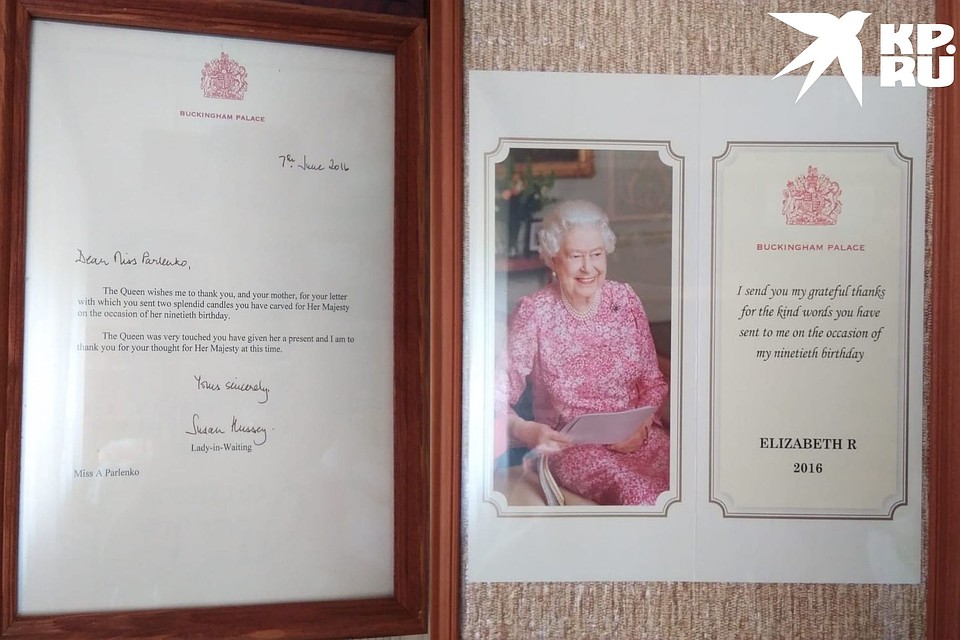 BUCKINGHAM PALACE
7th June 2016
Dear Miss Parlenko,
The Queen wishes me to thank you, and your mother, for your letter
with which you sent two splendid candles you have carved for Her Majesty
on the occasion of her ninetieth birthday.
The Queen was very touched you have given her a present and I am to
thank you for your thought for Her Majesty at this time.
Yours sincerely,
Susan Hussey.
Lady-in-Waiting
Miss A Parlenko
KP.
RU
BUCKINGHAM PALACE
I send you my grateful thanks
for the kind words you have
sent to me on the occasion of
my ninetieth birthday
ELIZABETH R
2016